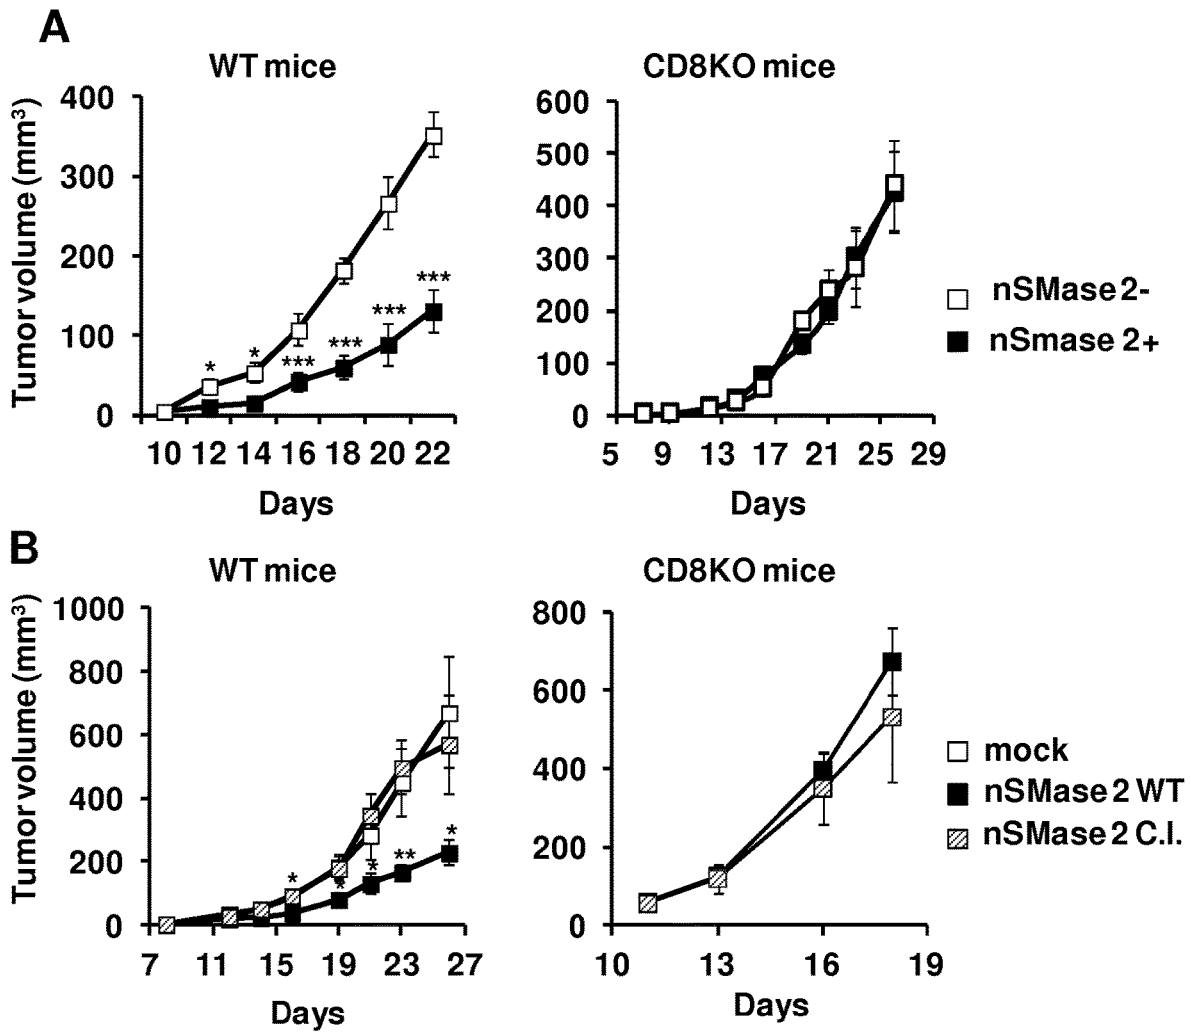 A
WT mice
CD8KO mice
Tumor volume (mm³)
400
300
200
100
0
* * *** *** *** ***
10 12 14 16 18 20 22
Days
600
500
400
300
200
100
0
5 9 13 17 21 25 29
Days
nSMase 2-
nSmase 2+
B
WT mice
CD8KO mice
Tumor volume (mm³)
1000
800
600
400
200
0
* * * ** *
7 11 15 19 23 27
Days
800
600
400
200
0
10 13 16 19
Days
mock
nSMase 2 WT
nSMase 2 C.I.